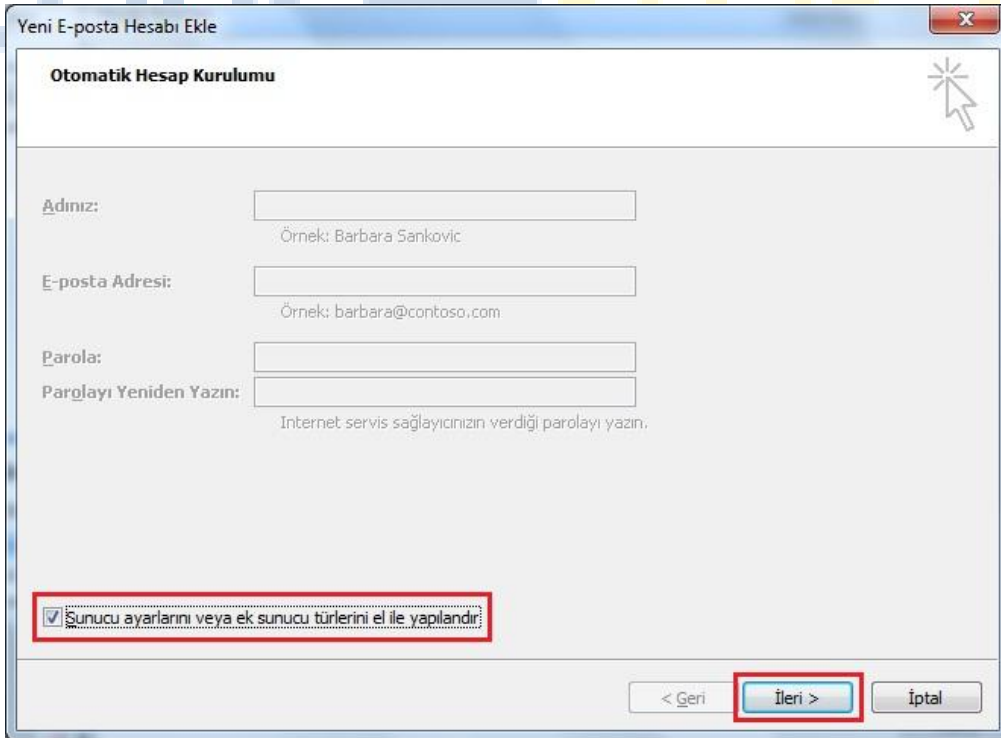 Yeni E-posta Hesabı Ekle
Otomatik Hesap Kurulumu
Adınız:
Örnek: Barbara Sankovic
E-posta Adresi:
Örnek: barbara@contoso.com
Parola:
Parolayı Yeniden Yazın:
Internet servis sağlayıcınızın verdiği parolayı yazın.
Sunucu ayarlarını veya ek sunucu türlerini el ile yapılandır
< Geri İleri > İptal